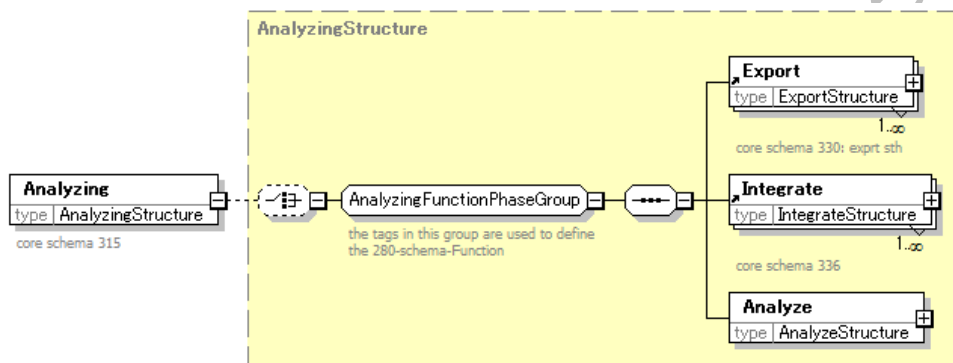 AnalyzingStructure
Export
type ExportStructure
1..∞
core schema 330: exprt sth
Analyzing
type AnalyzingStructure
core schema 315
AnalyzingFunctionPhaseGroup
the tags in this group are used to define
the 280-schema-Function
Integrate
type IntegrateStructure
1..∞
core schema 336
Analyze
type AnalyzeStructure